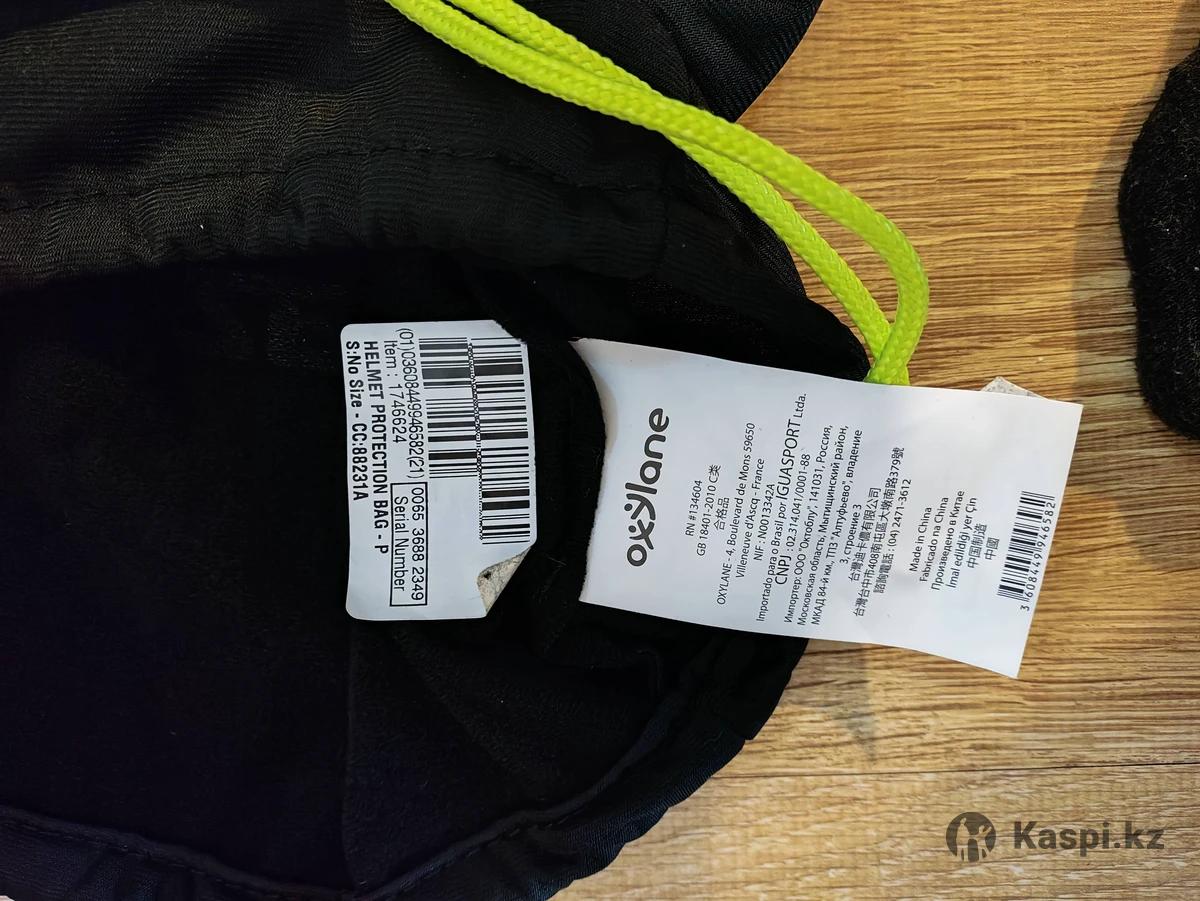 (01)03608449946582(21) 0065 3688 2349
Item : 1746624
Serial Number
HELMET PROTECTION BAG - P
S:No Size - CC:88231A
oxylane
RN #134604
GB 18401-2010 C类
合格品
OXYLANE - 4, Boulevard de Mons 59650
Villeneuve d'Ascq - France
NIF : N00133342A
Importado para o Brasil por IGUASPORT Ltda.
CNPJ : 02.314.041/0001-88
Импортер: ООО "Октоблу", 141031, Россия,
Московская область, Мытищинский район,
МКАД 84-й км, ТПЗ "Алтуфьево", владение
3, строение 3
台灣迪卡儂有限公司
台灣台中市408南屯區大墩南路379號
諮詢電話 : (04) 2471-3612
Made in China
Fabricado na China
Произведено в Китае
Imal edildiği yer Çin
中国制造
中國
3 608449 946582
Kaspi.kz